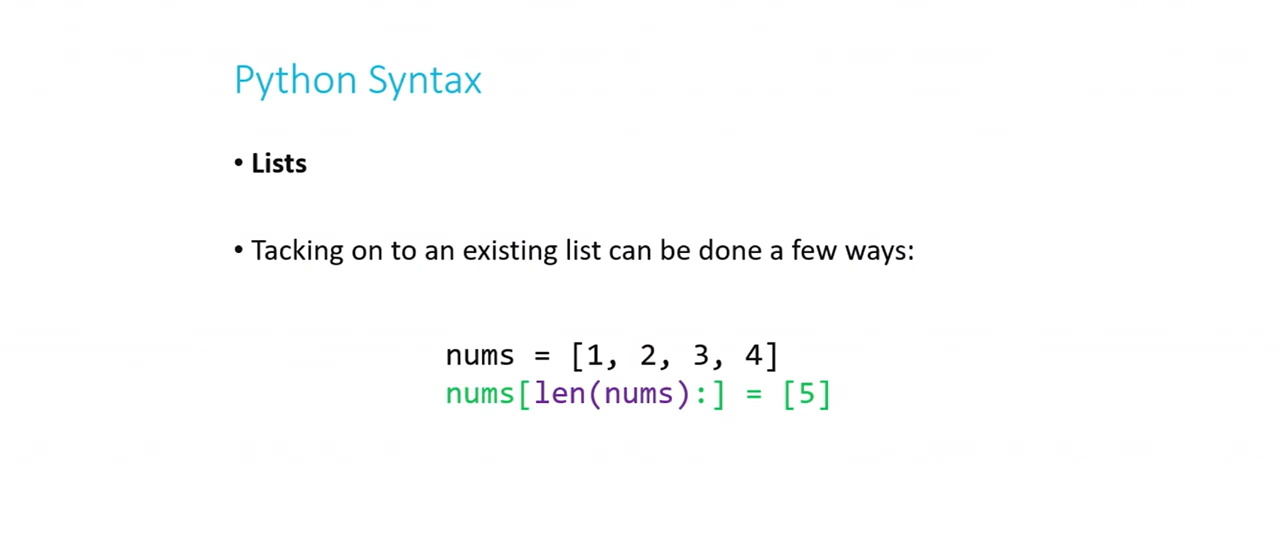 Python Syntax
• Lists
• Tacking on to an existing list can be done a few ways:
nums = [1, 2, 3, 4]
nums[len(nums):] = [5]